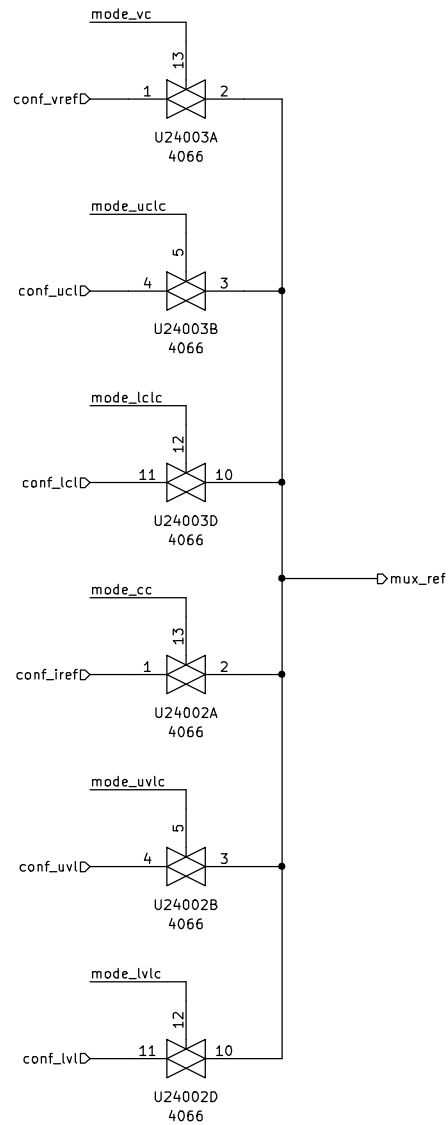 mode_vc
13
conf_vref
1
2
U24003A
4066
mode_uclc
5
conf_ucl
4
3
U24003B
4066
mode_lclc
12
conf_lcl
11
10
U24003D
4066
mux_ref
mode_cc
13
conf_iref
1
2
U24002A
4066
mode_uvlc
5
conf_uvl
4
3
U24002B
4066
mode_lvlc
12
conf_lvl
11
10
U24002D
4066